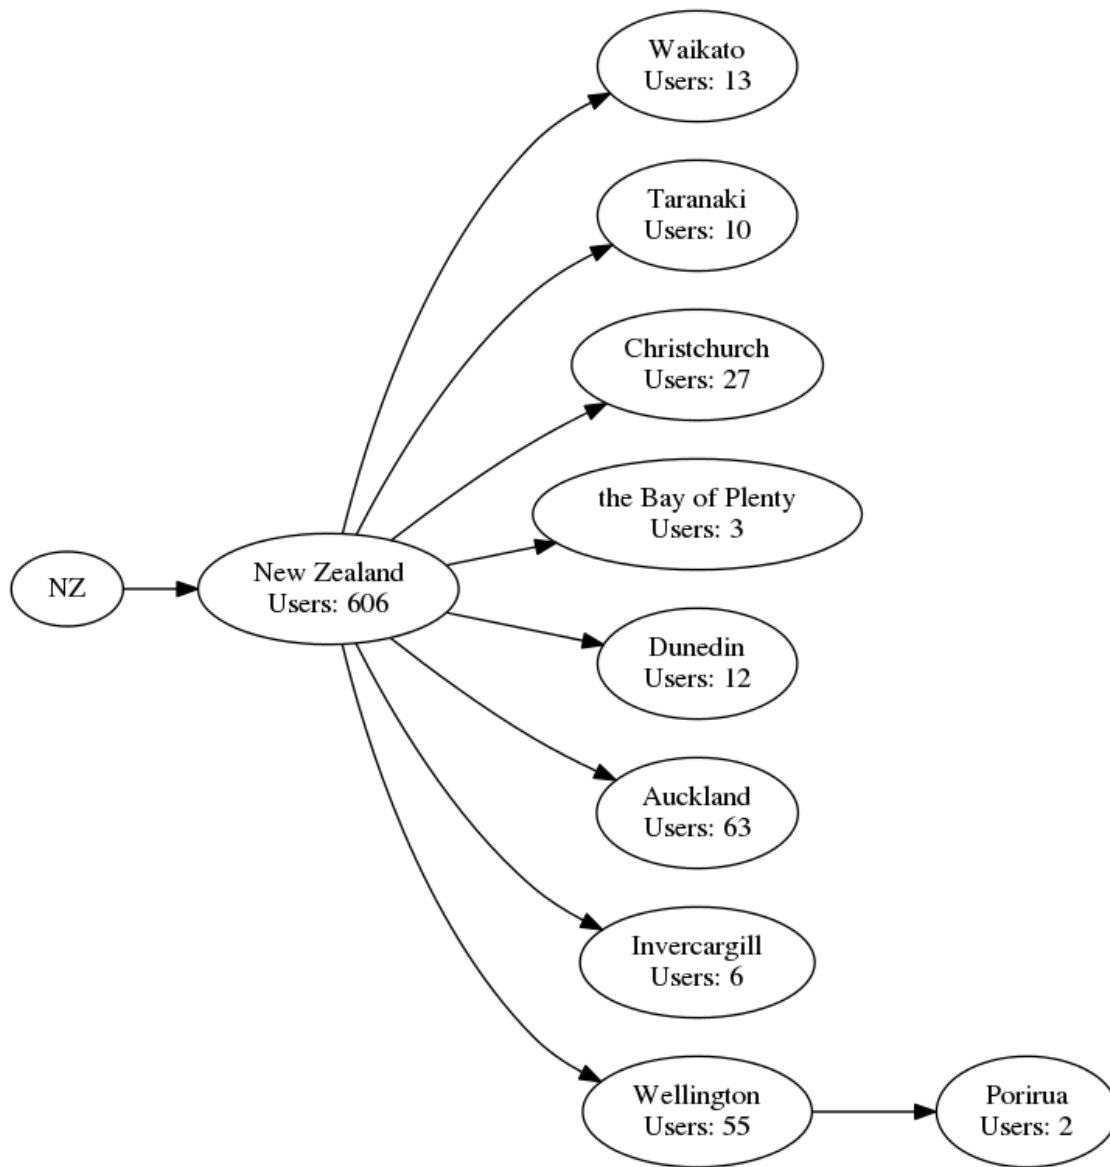 Waikato
Users: 13
Taranaki
Users: 10
Christchurch
Users: 27
the Bay of Plenty
Users: 3
NZ
New Zealand
Users: 606
Dunedin
Users: 12
Auckland
Users: 63
Invercargill
Users: 6
Wellington
Users: 55
Porirua
Users: 2